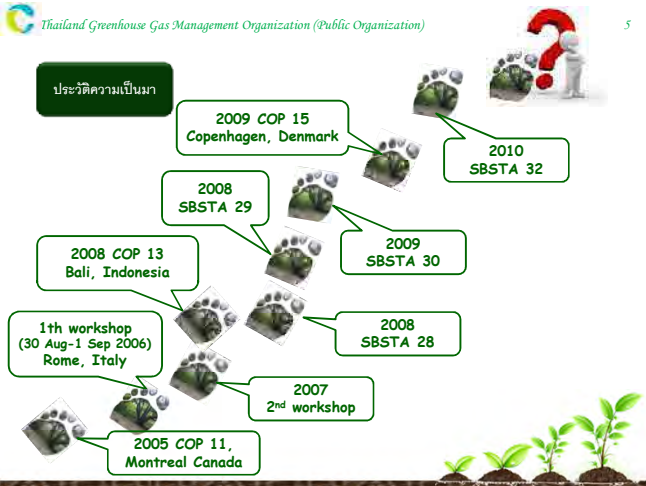 Thailand Greenhouse Gas Management Organization (Public Organization)
5
ประวัติความเป็นมา
2009 COP 15
Copenhagen, Denmark
2010
SBSTA 32
2008
SBSTA 29
2009
SBSTA 30
2008 COP 13
Bali, Indonesia
2008
SBSTA 28
1th workshop
(30 Aug-1 Sep 2006)
Rome, Italy
2007
2nd workshop
2005 COP 11,
Montreal Canada